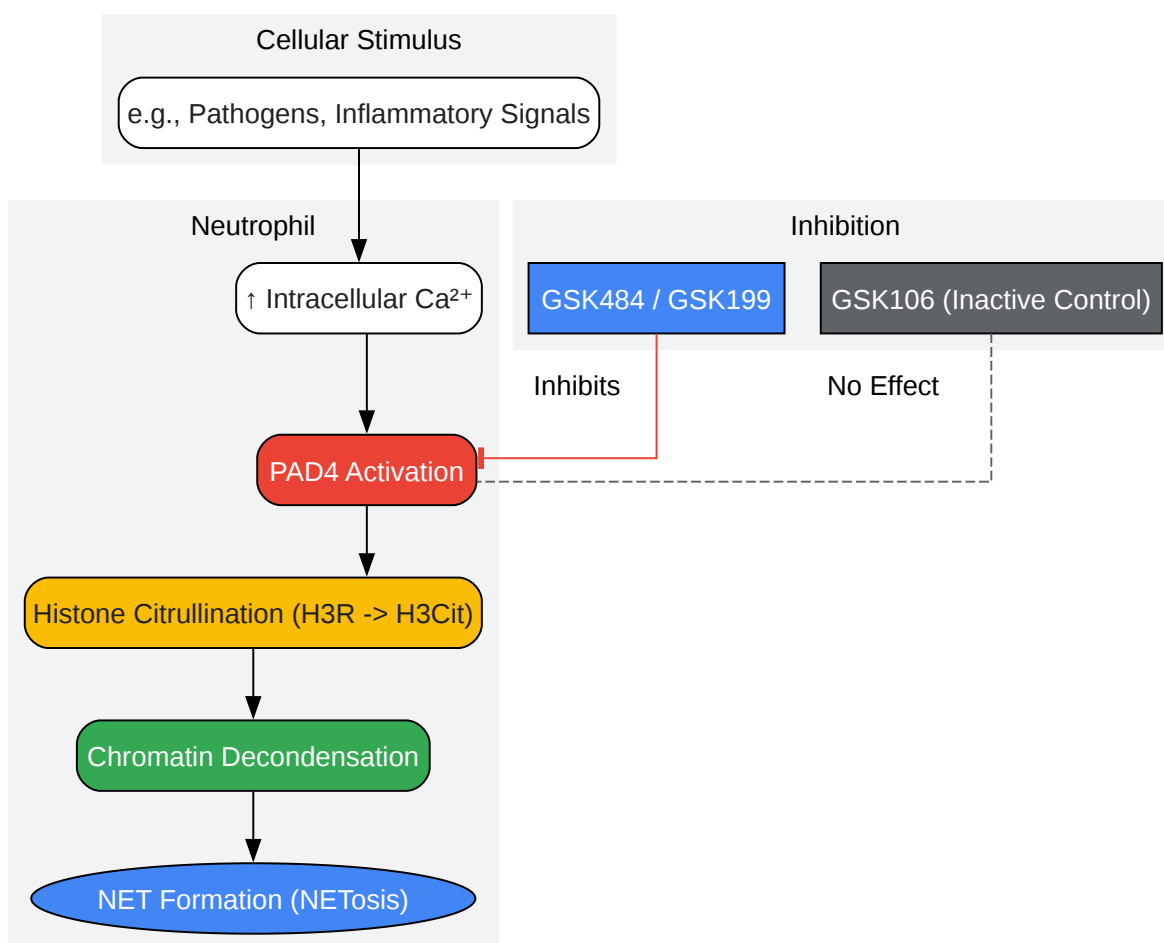 Cellular Stimulus
e.g., Pathogens, Inflammatory Signals
Neutrophil
Inhibition
↑ Intracellular Ca²⁺
GSK484 / GSK199
GSK106 (Inactive Control)
Inhibits
No Effect
PAD4 Activation
Histone Citrullination (H3R -> H3Cit)
Chromatin Decondensation
NET Formation (NETosis)